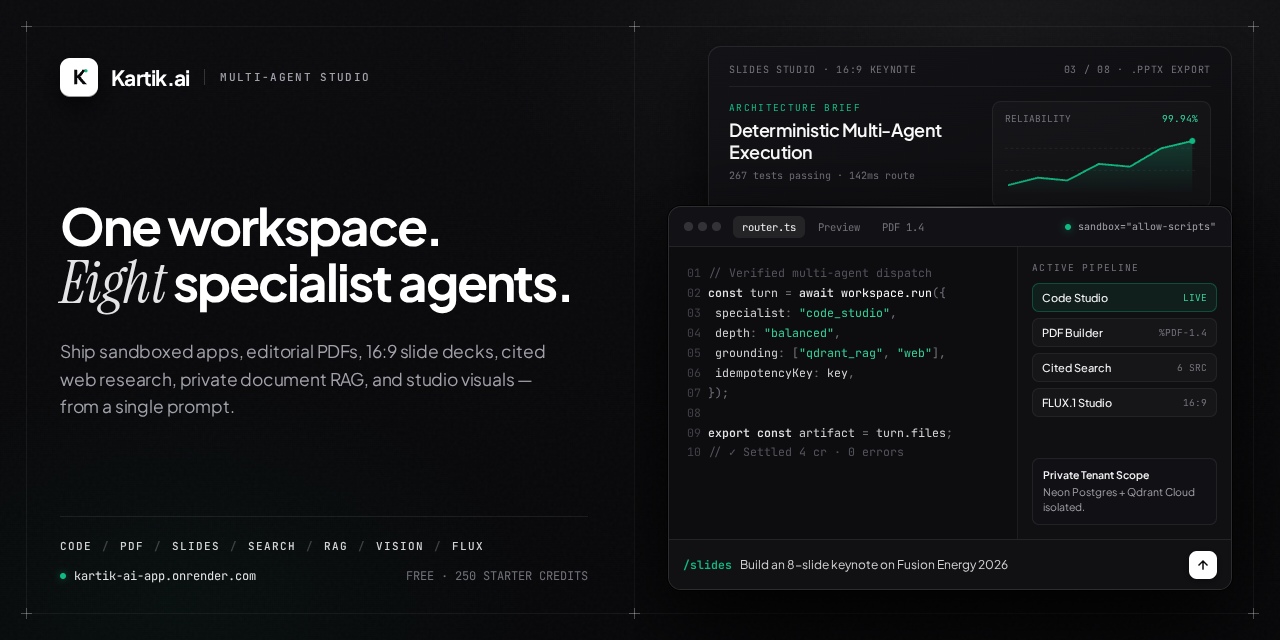 K
Kartik.ai
MULTI-AGENT STUDIO
One workspace.
Eight specialist agents.
Ship sandboxed apps, editorial PDFs, 16:9 slide decks, cited
web research, private document RAG, and studio visuals —
from a single prompt.
CODE / PDF / SLIDES / SEARCH / RAG / VISION / FLUX
kartik-ai-app.onrender.com
FREE · 250 STARTER CREDITS
SLIDES STUDIO · 16:9 KEYNOTE
03 / 08 · .PPTX EXPORT
ARCHITECTURE BRIEF
Deterministic Multi-Agent
Execution
267 tests passing · 142ms route
RELIABILITY
99.94%
router.ts
Preview
PDF 1.4
sandbox="allow-scripts"
01 // Verified multi-agent dispatch
02 const turn = await workspace.run({
03 specialist: "code_studio",
04 depth: "balanced",
05 grounding: ["qdrant_rag", "web"],
06 idempotencyKey: key,
07 });
08
09 export const artifact = turn.files;
10 // ✓ Settled 4 cr · 0 errors
ACTIVE PIPELINE
Code Studio LIVE
PDF Builder %PDF-1.4
Cited Search 6 SRC
FLUX.1 Studio 16:9
Private Tenant Scope
Neon Postgres + Qdrant Cloud
isolated.
/slides Build an 8-slide keynote on Fusion Energy 2026